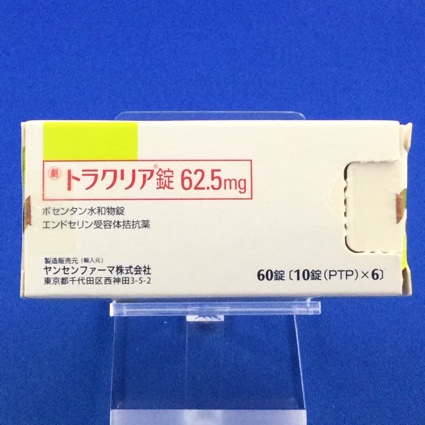 劇 トラクリア®錠 62.5mg
ボセンタン水和物錠
エンドセリン受容体拮抗薬
製造販売元(輸入元)
ヤンセンファーマ株式会社
東京都千代田区西神田3-5-2
60錠〔10錠(PTP)×6〕